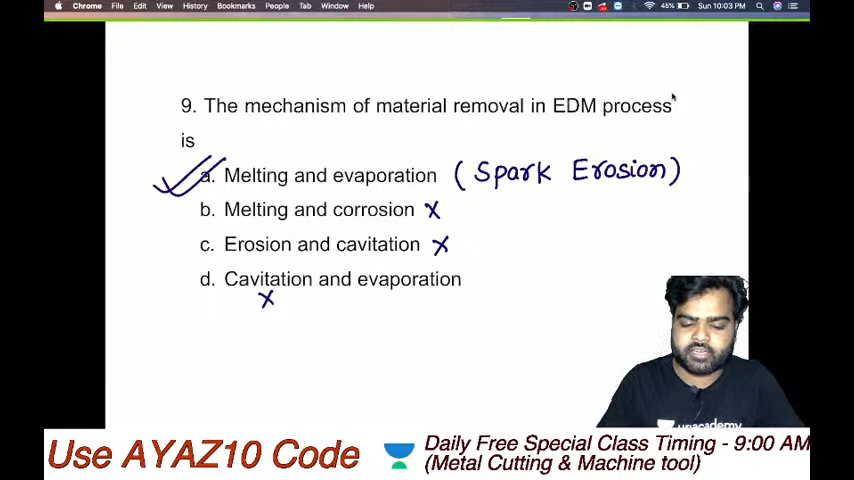 Chrome File Edit View History Bookmarks People Tab Window Help 45% Sun 10:03 PM
9. The mechanism of material removal in EDM process
is
a. Melting and evaporation (Spark Erosion)
b. Melting and corrosion x
c. Erosion and cavitation x
d. Cavitation and evaporation
x
unacademy
Use AYAZ10 Code
Daily Free Special Class Timing - 9:00 AM
(Metal Cutting & Machine tool)